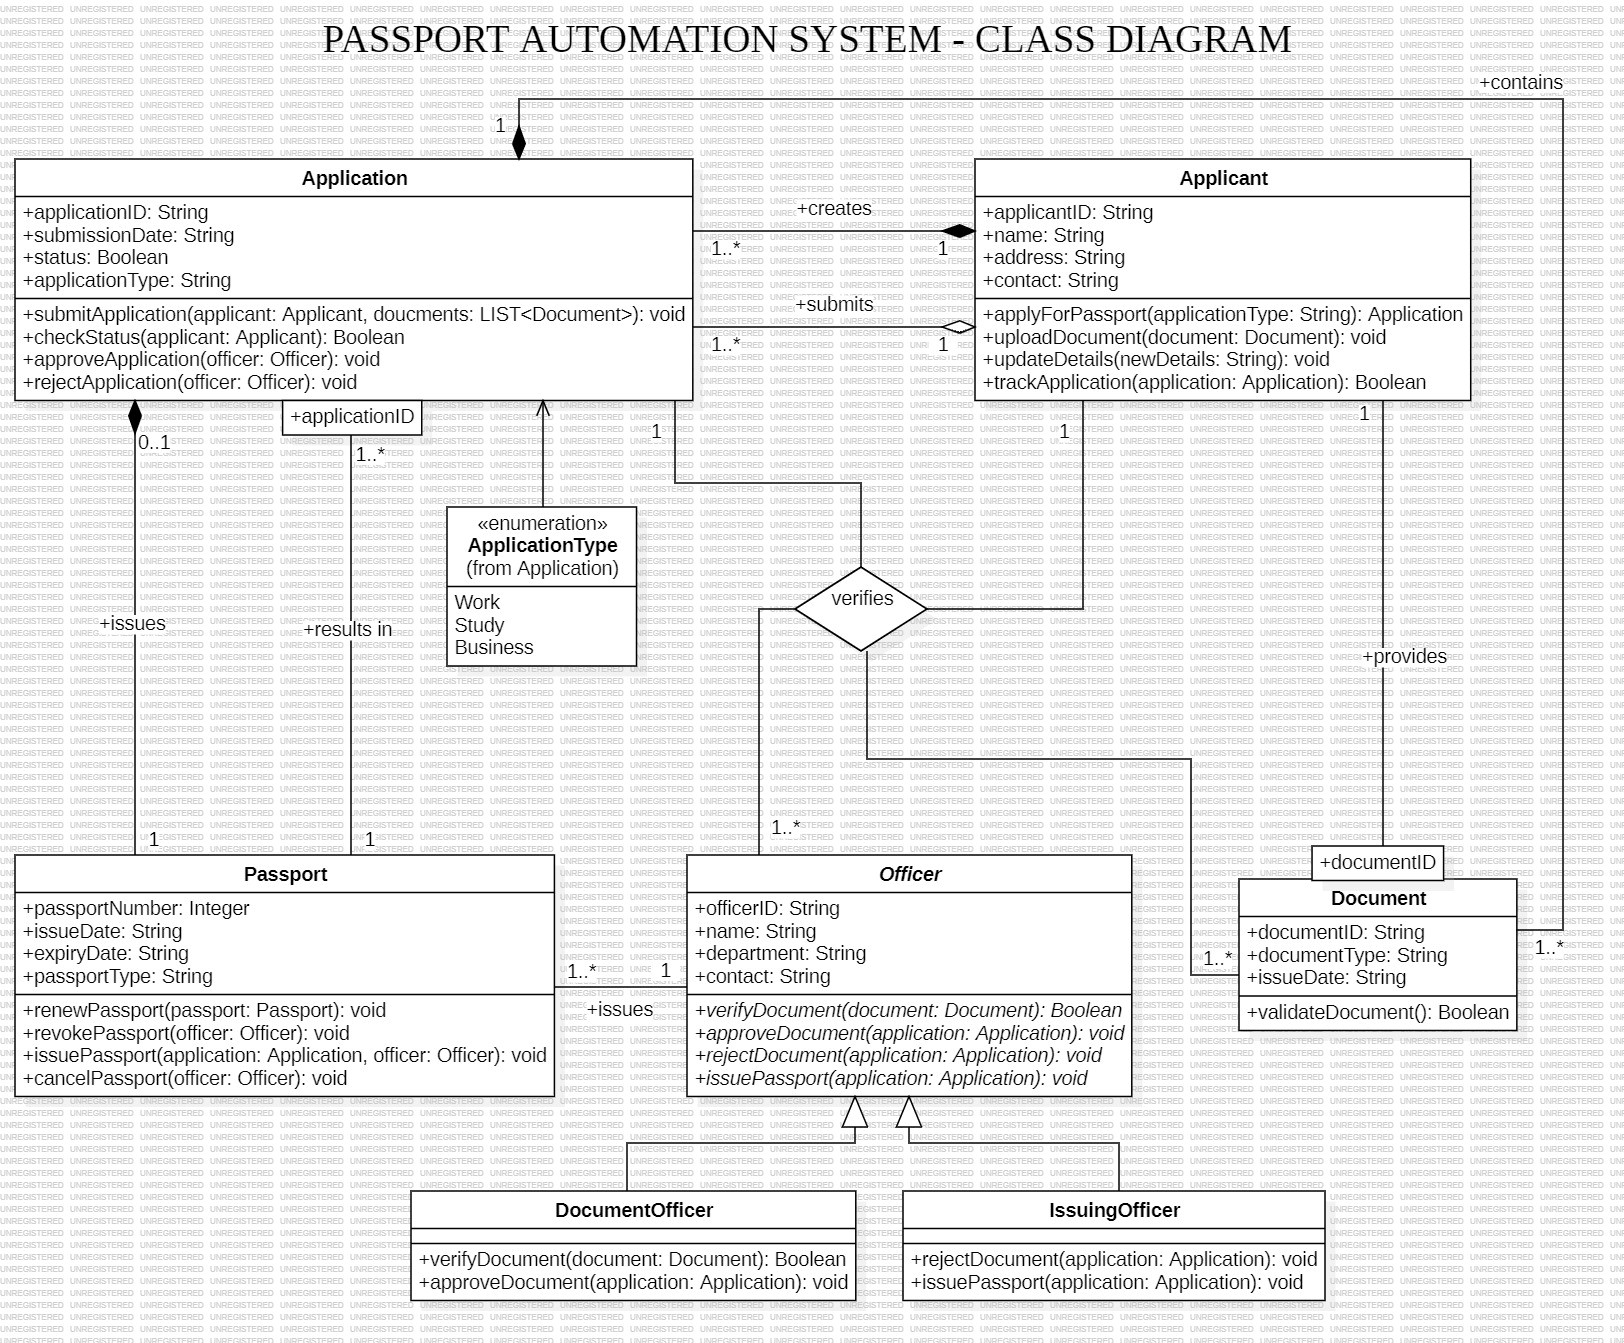 PASSPORT AUTOMATION SYSTEM - CLASS DIAGRAM
+contains
1
Application
+applicationID: String
+submissionDate: String
+status: Boolean
+applicationType: String
+submitApplication(applicant: Applicant, doucments: LIST<Document>): void
+checkStatus(applicant: Applicant): Boolean
+approveApplication(officer: Officer): void
+rejectApplication(officer: Officer): void
+creates
1..*
1
+submits
1..*
1
Applicant
+applicantID: String
+name: String
+address: String
+contact: String
+applyForPassport(applicationType: String): Application
+uploadDocument(document: Document): void
+updateDetails(newDetails: String): void
+trackApplication(application: Application): Boolean
0..1
+applicationID
1..*
1
1
1
«enumeration»
ApplicationType
(from Application)
Work
Study
Business
verifies
+issues
+results in
+provides
1
1
1..*
Passport
+passportNumber: Integer
+issueDate: String
+expiryDate: String
+passportType: String
+renewPassport(passport: Passport): void
+revokePassport(officer: Officer): void
+issuePassport(application: Application, officer: Officer): void
+cancelPassport(officer: Officer): void
1..*
1
+issues
Officer
+officerID: String
+name: String
+department: String
+contact: String
+verifyDocument(document: Document): Boolean
+approveDocument(application: Application): void
+rejectDocument(application: Application): void
+issuePassport(application: Application): void
+documentID
Document
+documentID: String
+documentType: String
+issueDate: String
+validateDocument(): Boolean
1..*
1..*
DocumentOfficer
+verifyDocument(document: Document): Boolean
+approveDocument(application: Application): void
IssuingOfficer
+rejectDocument(application: Application): void
+issuePassport(application: Application): void
UNREGISTERED